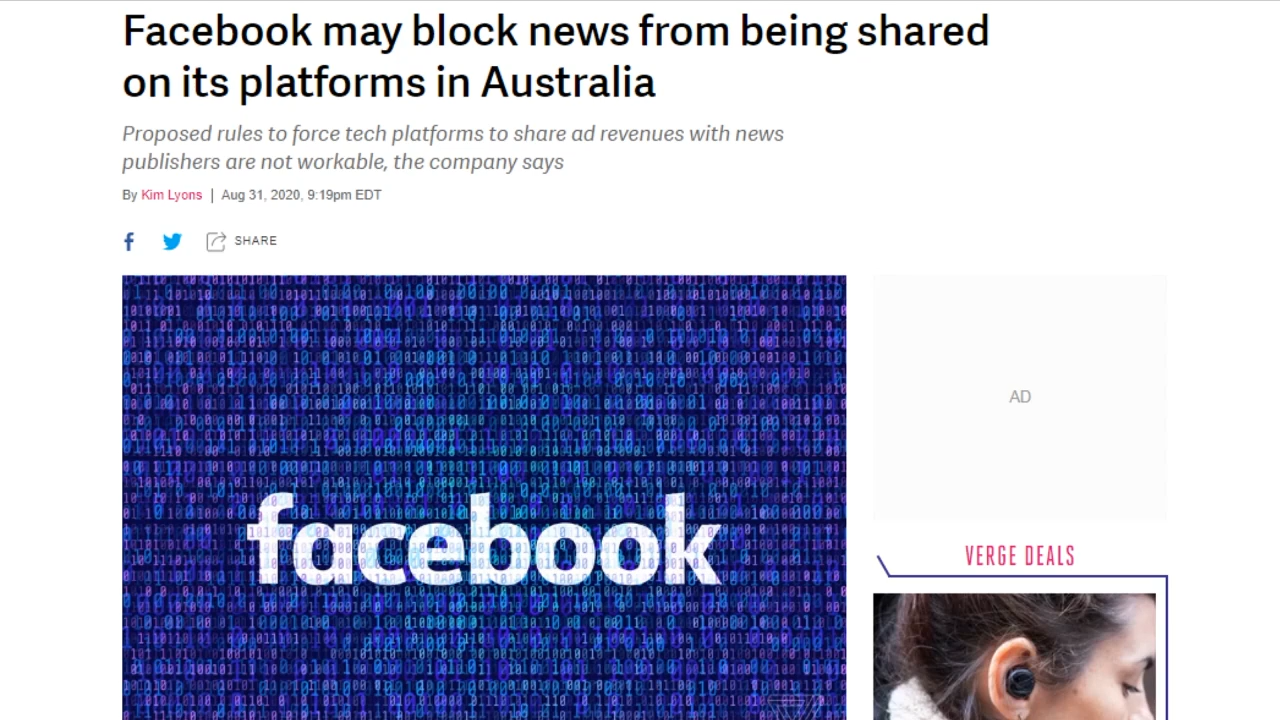 Facebook may block news from being shared
on its platforms in Australia
Proposed rules to force tech platforms to share ad revenues with news
publishers are not workable, the company says
By Kim Lyons | Aug 31, 2020, 9:19pm EDT
SHARE
facebook
AD
VERGE DEALS